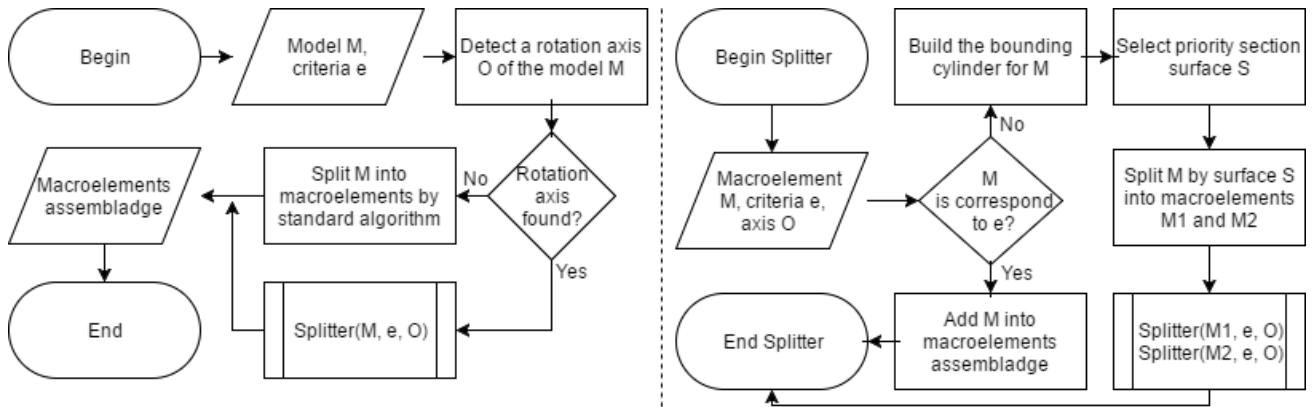 Begin
Model M,
criteria e
Detect a rotation axis
O of the model M
Rotation
axis
found?
No
Split M into
macroelements by
standard algorithm
Macroelements
assembladge
Yes
Splitter(M, e, O)
End
Begin Splitter
Macroelement
M, criteria e,
axis O
M
is correspond
to e?
No
Build the bounding
cylinder for M
Select priority section
surface S
Split M by surface S
into macroelements
M1 and M2
Splitter(M1, e, O)
Splitter(M2, e, O)
Yes
Add M into
macroelements
assembladge
End Splitter